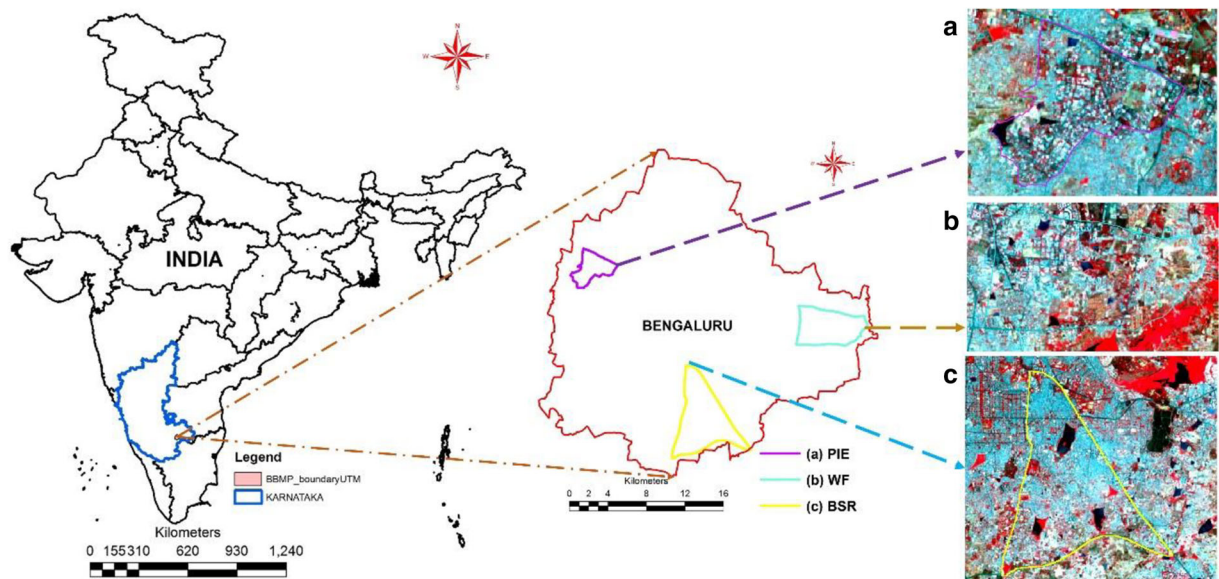 N
W
E
S
INDIA
Legend
BBMP_boundaryUTM
KARNATAKA
Kilometers
0 155310 620 930 1,240
BENGALURU
(a) PIE
(b) WF
(c) BSR
Kilometers
0 2 4 8 12 16
a
b
c